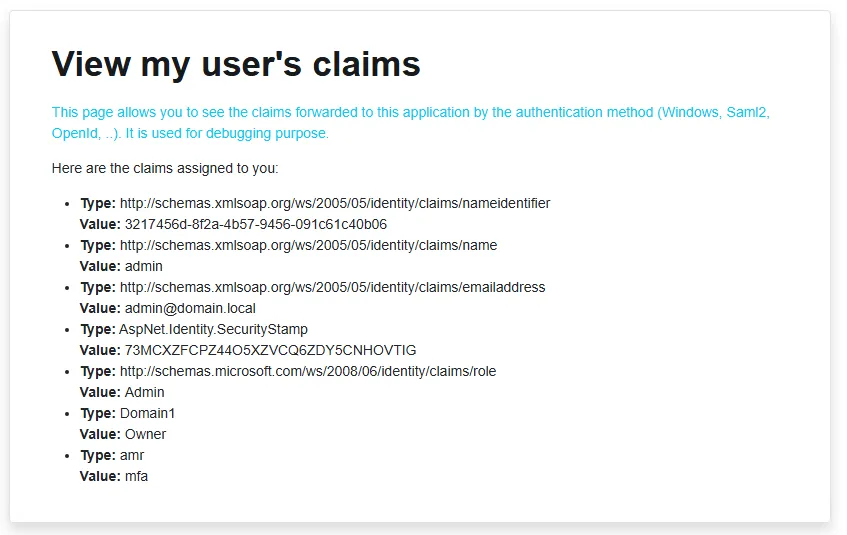 View my user's claims
This page allows you to see the claims forwarded to this application by the authentication method (Windows, Saml2,
OpenId, ..). It is used for debugging purpose.
Here are the claims assigned to you:
• Type: http://schemas.xmlsoap.org/ws/2005/05/identity/claims/nameidentifier
Value: 3217456d-8f2a-4b57-9456-091c61c40b06
• Type: http://schemas.xmlsoap.org/ws/2005/05/identity/claims/name
Value: admin
• Type: http://schemas.xmlsoap.org/ws/2005/05/identity/claims/emailaddress
Value: admin@domain.local
• Type: AspNet.Identity.SecurityStamp
Value: 73MCXZFCPZ44O5XZVCQ6ZDY5CNHOVTIG
• Type: http://schemas.microsoft.com/ws/2008/06/identity/claims/role
Value: Admin
• Type: Domain1
Value: Owner
• Type: amr
Value: mfa